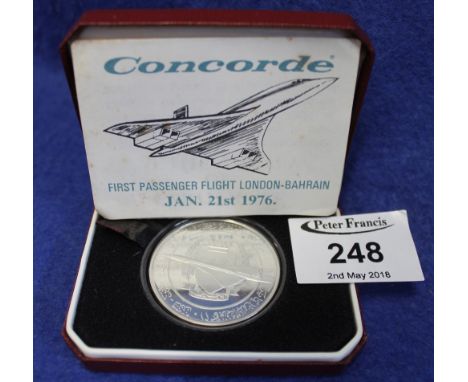 Concorde
FIRST PASSENGER FLIGHT LONDON-BAHRAIN
JAN. 21st 1976.
Peter Francis
248
2nd May 2018